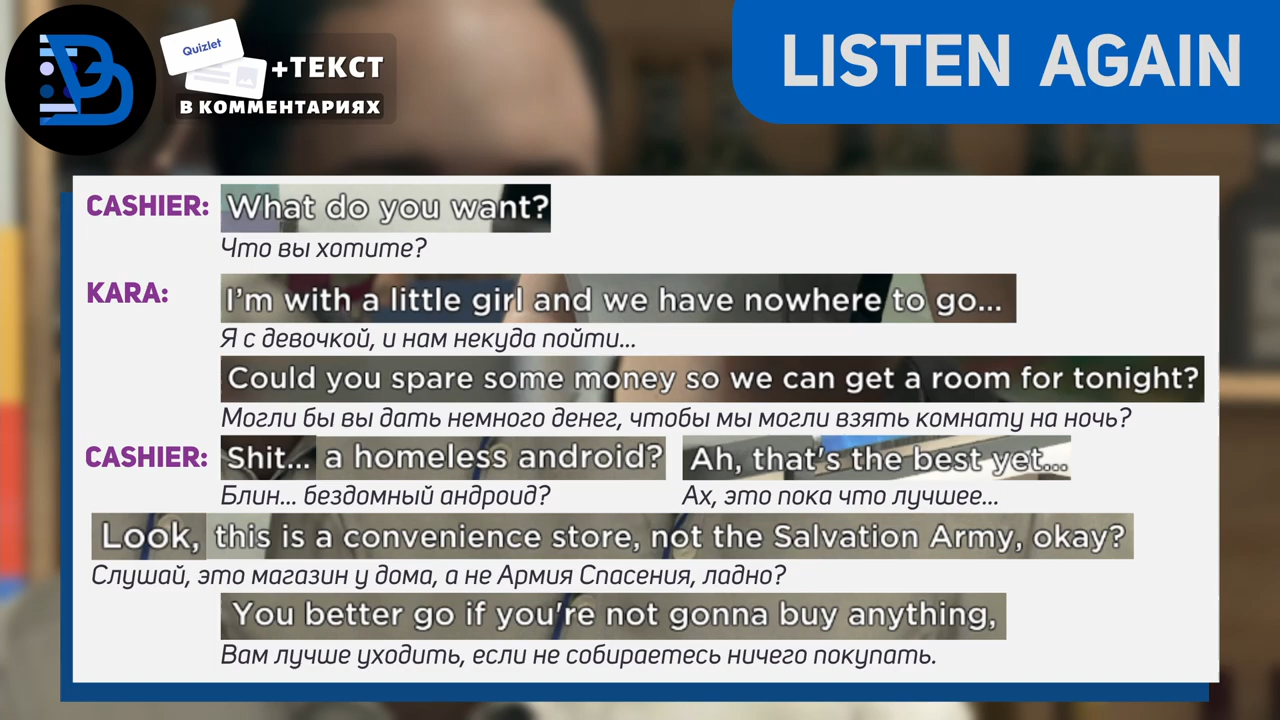 Quizlet
+ТЕКСТ
В КОММЕНТАРИЯХ
LISTEN AGAIN
CASHIER: What do you want?
Что вы хотите?
KARA: I'm with a little girl and we have nowhere to go...
Я с девочкой, и нам некуда пойти...
Could you spare some money so we can get a room for tonight?
Могли бы вы дать немного денег, чтобы мы могли взять комнату на ночь?
CASHIER: Shit... a homeless android? Ah, that's the best yet...
Блин... бездомный андроид? Ах, это пока что лучшее...
Look, this is a convenience store, not the Salvation Army, okay?
Слушай, это магазин у дома, а не Армия Спасения, ладно?
You better go if you're not gonna buy anything,
Вам лучше уходить, если не собираетесь ничего покупать.